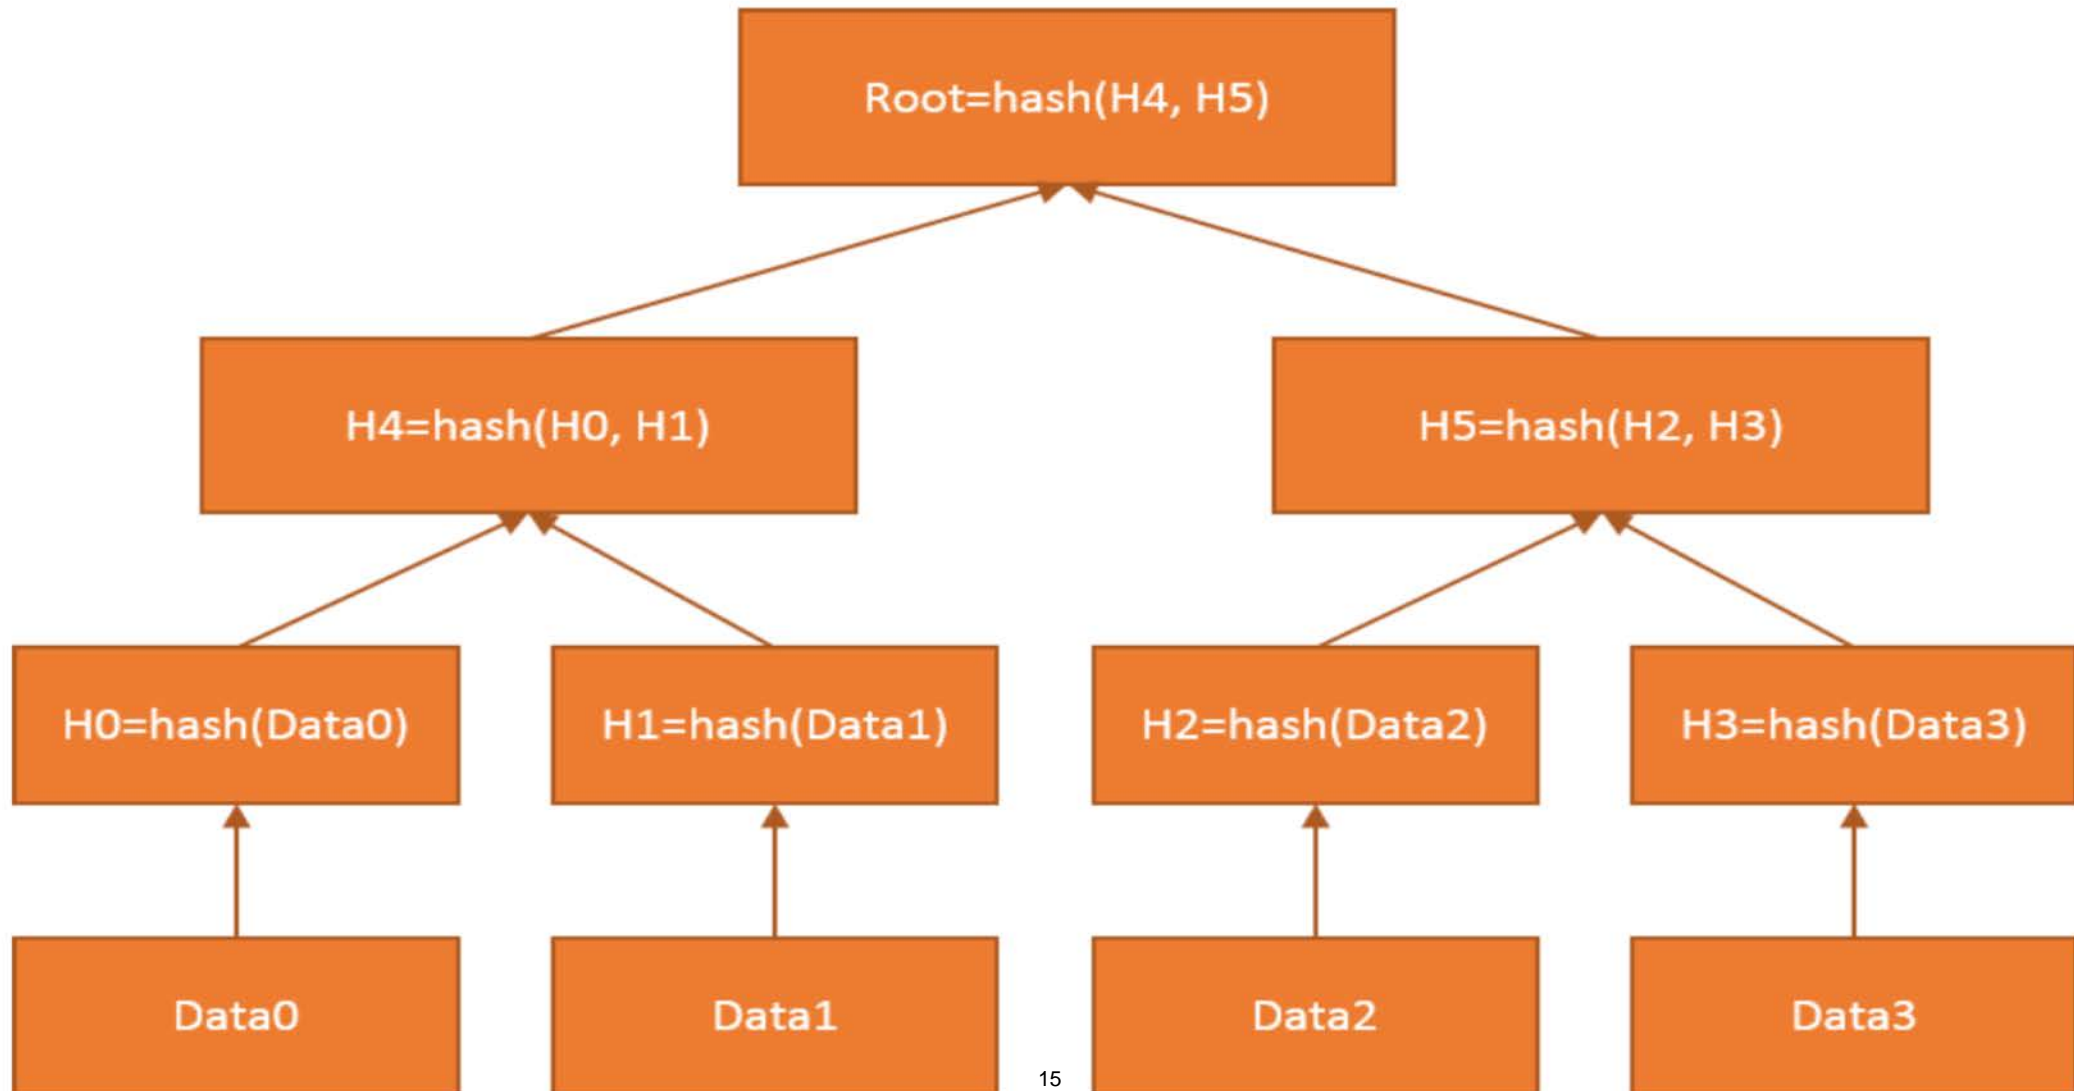 Root=hash(H4, H5)
H4=hash(H0, H1)
H5=hash(H2, H3)
H0=hash(Data0)
H1=hash(Data1)
H2=hash(Data2)
H3=hash(Data3)
Data0
Data1
Data2
Data3
15